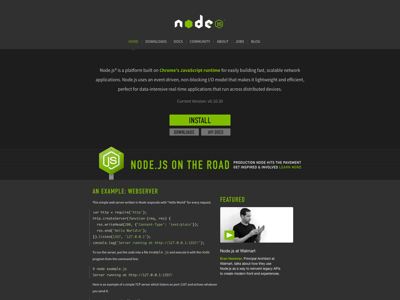 node
JS
HOME DOWNLOADS DOCS COMMUNITY ABOUT JOBS BLOG
Node.js® is a platform built on Chrome's JavaScript runtime for easily building fast, scalable network
applications. Node.js uses an event-driven, non-blocking I/O model that makes it lightweight and efficient,
perfect for data-intensive real-time applications that run across distributed devices.
Current Version: v0.10.30
INSTALL
DOWNLOADS API DOCS
JS
NODE.JS ON THE ROAD
PRODUCTION NODE HITS THE PAVEMENT
GET INSPIRED & INVOLVED LEARN MORE
AN EXAMPLE: WEBSERVER
This simple web server written in Node responds with "Hello World" for every request.
var http = require('http');
http.createServer(function (req, res) {
res.writeHead(200, {'Content-Type': 'text/plain'});
res.end('Hello World\n');
}).listen(1337, '127.0.0.1');
console.log('Server running at http://127.0.0.1:1337/');
To run the server, put the code into a file example.js and execute it with the node
program from the command line:
% node example.js
Server running at http://127.0.0.1:1337/
Here is an example of a simple TCP server which listens on port 1337 and echoes whatever
you send it:
FEATURED
Node.js at Walmart
Principal Architect at
Walmart, talks about how they use
Node.js as a way to reinvent legacy APIs
to create modern front end experiences.